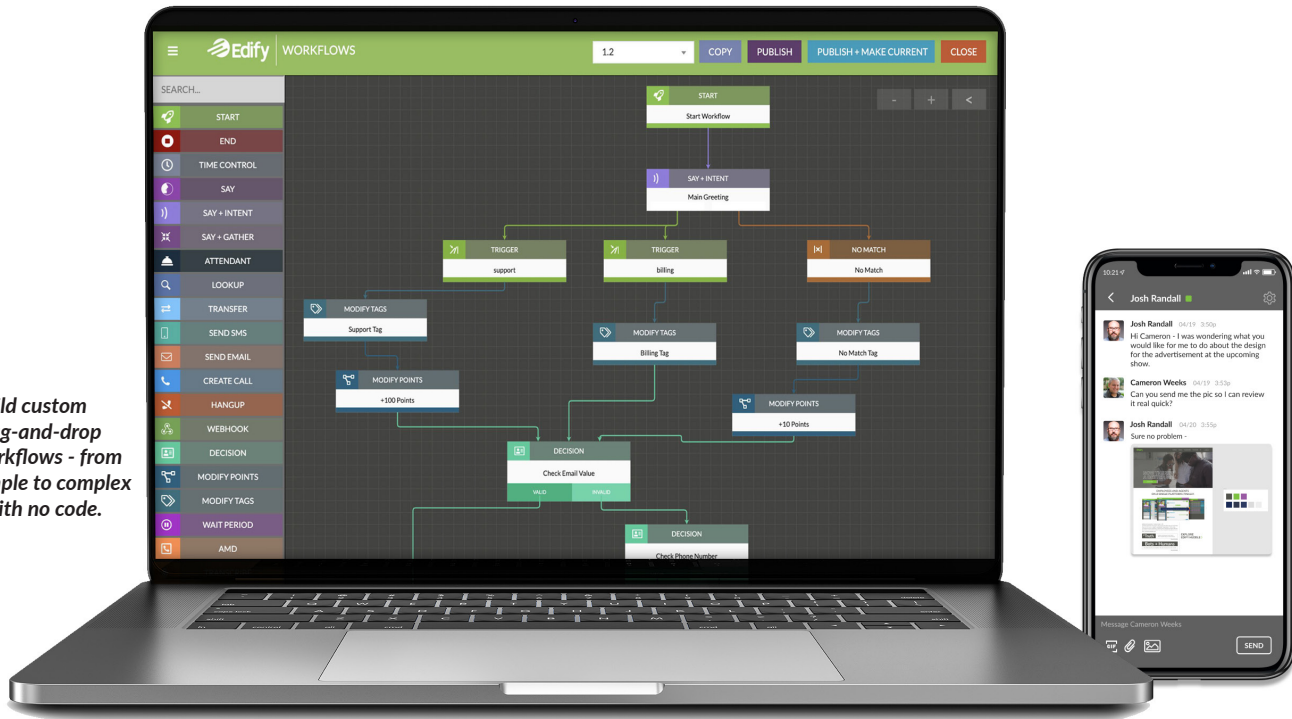 Edify WORKFLOWS
1.2
COPY
PUBLISH
PUBLISH + MAKE CURRENT
CLOSE
SEARCH...
START
END
TIME CONTROL
SAY
SAY + INTENT
SAY + GATHER
ATTENDANT
LOOKUP
TRANSFER
SEND SMS
SEND EMAIL
CREATE CALL
HANGUP
WEBHOOK
DECISION
MODIFY POINTS
MODIFY TAGS
WAIT PERIOD
AMD
- + <
START
Start Workflow
SAY + INTENT
Main Greeting
TRIGGER
support
TRIGGER
billing
NO MATCH
No Match
MODIFY TAGS
Support Tag
MODIFY TAGS
Billing Tag
MODIFY TAGS
No Match Tag
MODIFY POINTS
+100 Points
MODIFY POINTS
+10 Points
DECISION
Check Email Value
VALID
INVALID
DECISION
Check Phone Number
custom
-and-drop
- from
to complex
no code.
10:21
Josh Randall
Josh Randall 04/19 3:50p
Hi Cameron - I was wondering what you
would like for me to do about the design
for the advertisement at the upcoming
show.
Cameron Weeks 04/19 3:52p
Can you send me the pic so I can review
it real quick?
Josh Randall 04/20 3:55p
Sure no problem -
Message Cameron Weeks
GIF
SEND